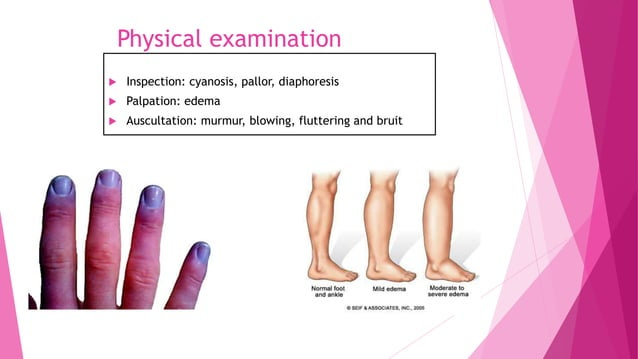 Physical examination
Inspection: cyanosis, pallor, diaphoresis
Palpation: edema
Auscultation: murmur, blowing, fluttering and bruit
Normal foot
and ankle
Mild edema
Moderate to
severe edema
© SEIF & ASSOCIATES, INC., 2005